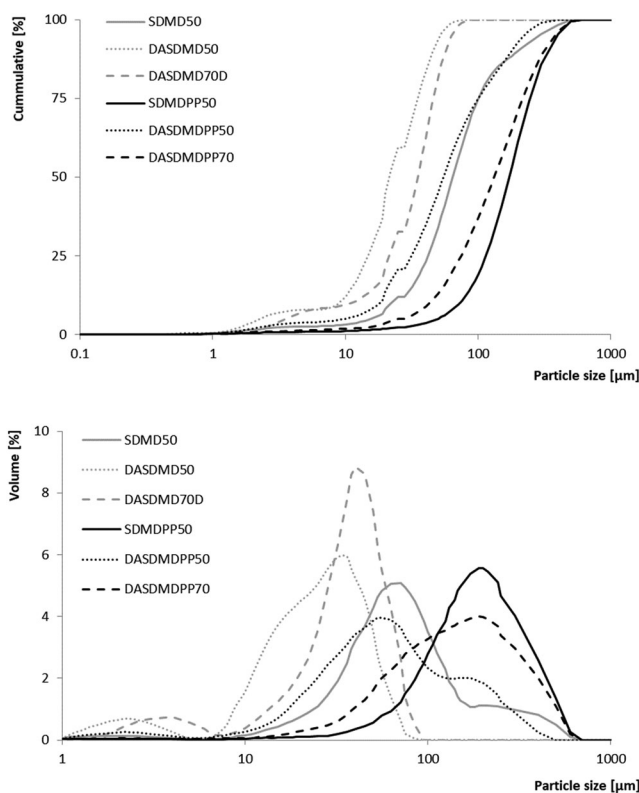 Cummulative [%]
100
75
50
25
0
0.1
1
10
100
1000
Particle size [µm]
SDMD50
DASDMD50
DASDMD70D
SDMDPP50
DASDMDPP50
DASDMDPP70
Volume [%]
10
8
6
4
2
0
1
10
100
1000
Particle size [µm]
SDMD50
DASDMD50
DASDMD70D
SDMDPP50
DASDMDPP50
DASDMDPP70